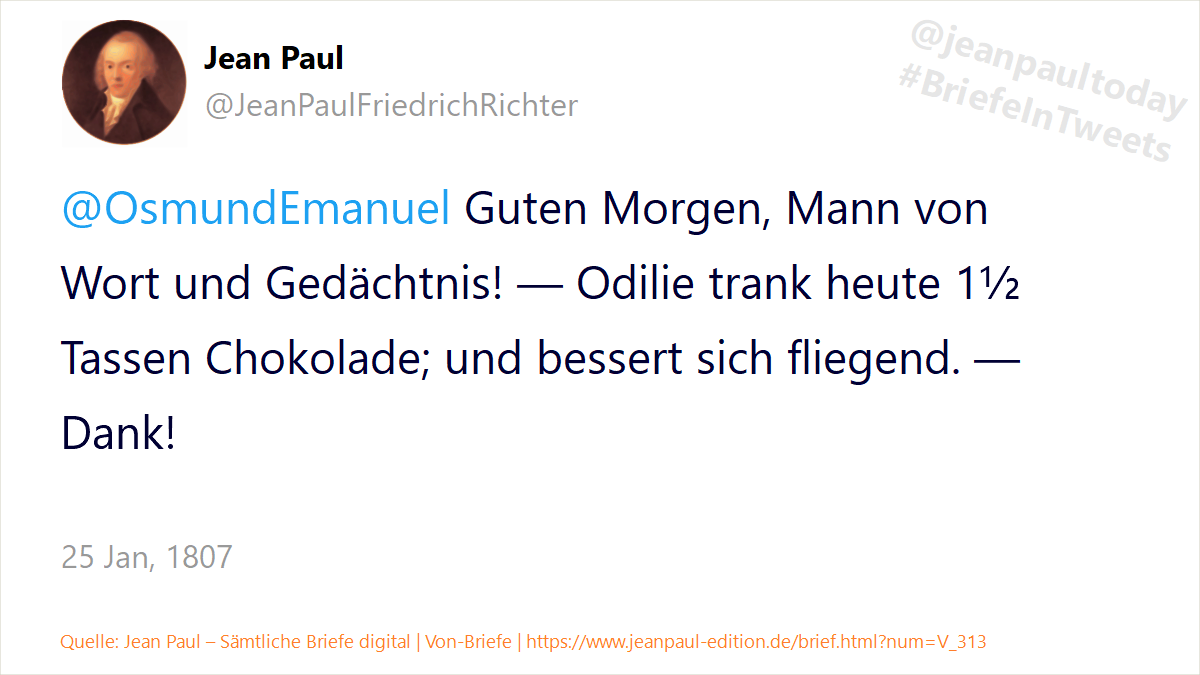 Jean Paul
@JeanPaulFriedrichRichter
@jeanpaultoday
#BriefeInTweets
@OsmundEmanuel Guten Morgen, Mann von
Wort und Gedächtnis! — Odilie trank heute 1½
Tassen Chokolade; und bessert sich fliegend. —
Dank!
25 Jan, 1807
Quelle: Jean Paul – Sämtliche Briefe digital | Von-Briefe | https://www.jeanpaul-edition.de/brief.html?num=V_313